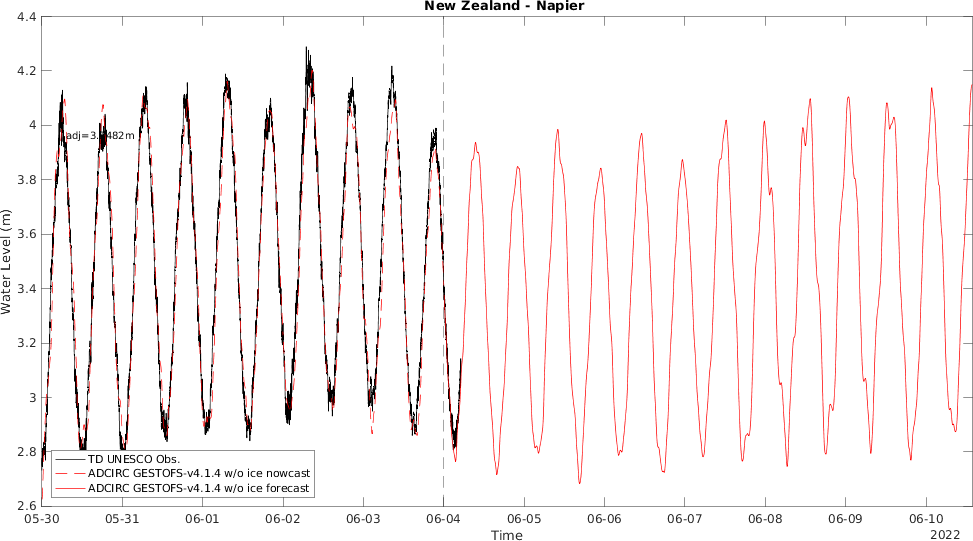 New Zealand - Napier
4.4
4.2
4
3.8
3.6
3.4
3.2
3
2.8
2.6
Water Level (m)
TD UNESCO Obs.
ADCIRC GESTOFS-v4.1.4 w/o ice nowcast
ADCIRC GESTOFS-v4.1.4 w/o ice forecast
05-30 05-31 06-01 06-02 06-03 06-04 06-05 06-06 06-07 06-08 06-09 06-10
Time
2022